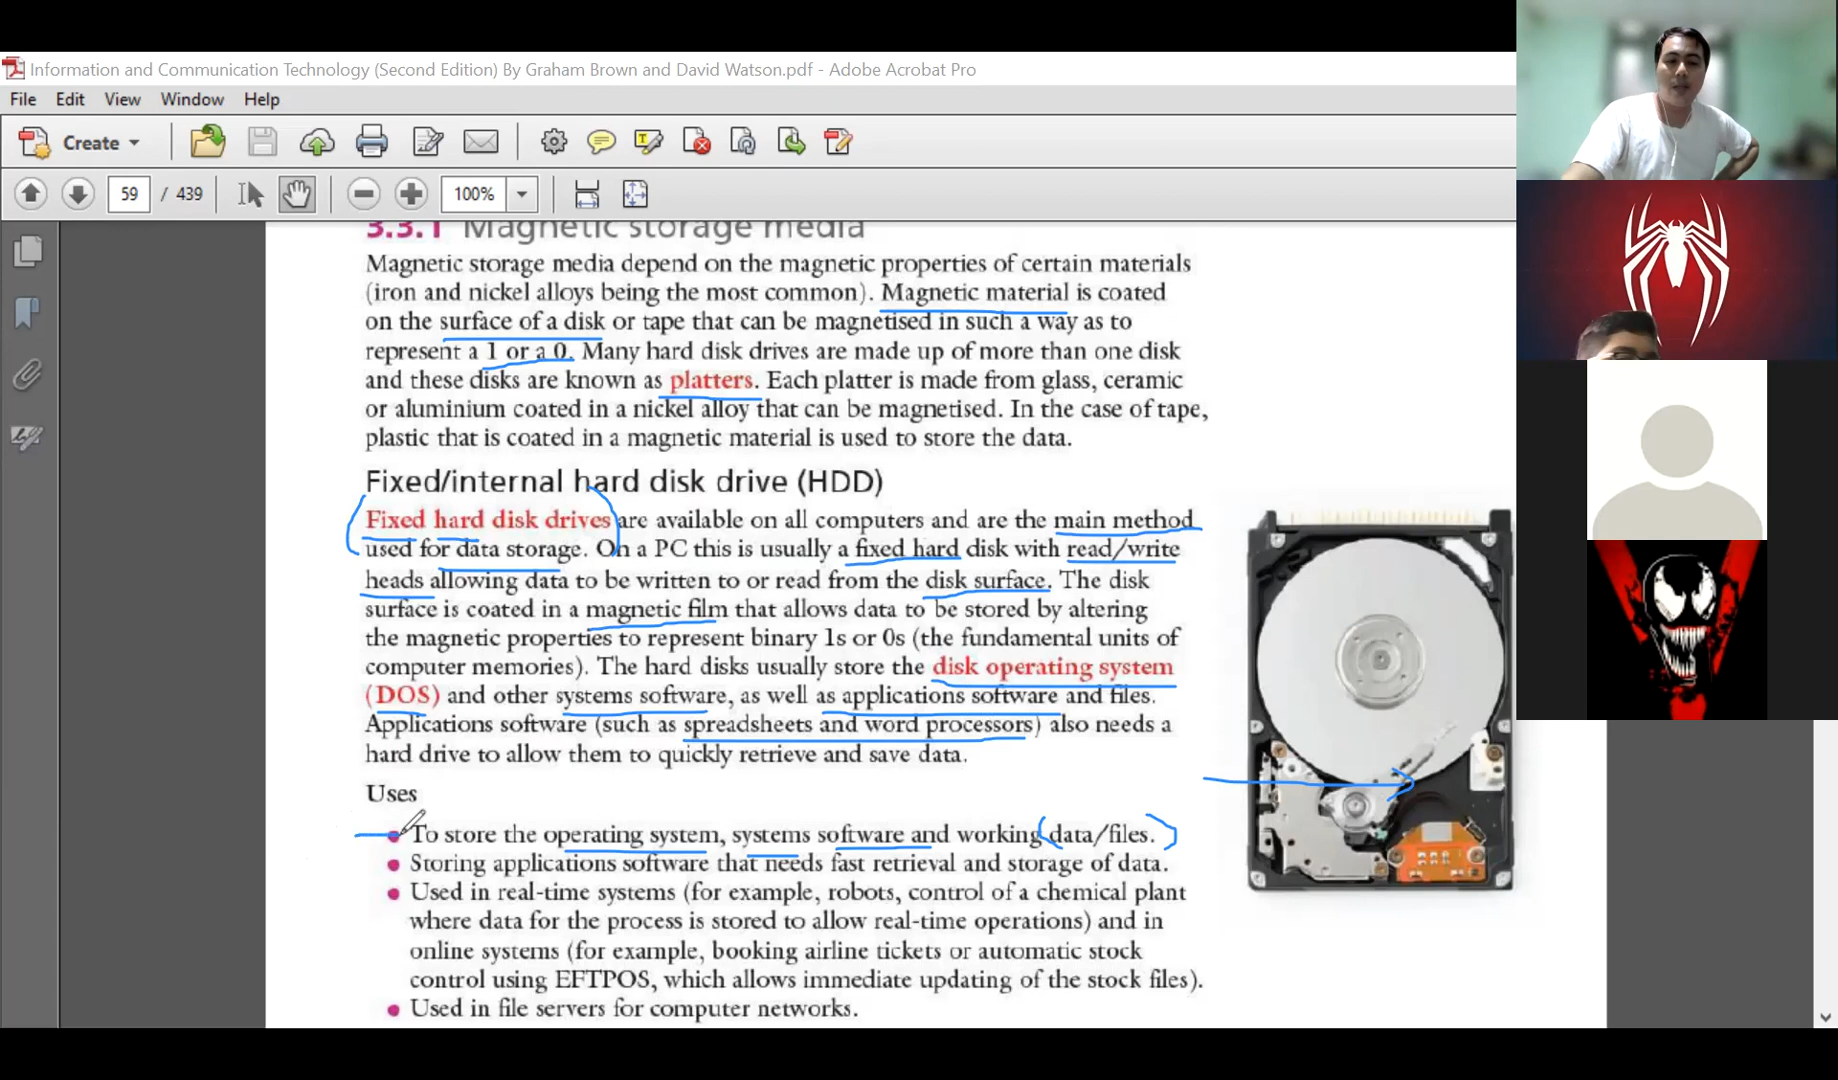 Information and Communication Technology (Second Edition) By Graham Brown and David Watson.pdf - Adobe Acrobat Pro
File Edit View Window Help
Create
59 / 439 100%
3.3.1 Magnetic storage media
Magnetic storage media depend on the magnetic properties of certain materials
(iron and nickel alloys being the most common). Magnetic material is coated
on the surface of a disk or tape that can be magnetised in such a way as to
represent a 1 or a 0. Many hard disk drives are made up of more than one disk
and these disks are known as platters. Each platter is made from glass, ceramic
or aluminium coated in a nickel alloy that can be magnetised. In the case of tape,
plastic that is coated in a magnetic material is used to store the data.
Fixed/internal hard disk drive (HDD)
Fixed hard disk drives are available on all computers and are the main method
used for data storage. On a PC this is usually a fixed hard disk with read/write
heads allowing data to be written to or read from the disk surface. The disk
surface is coated in a magnetic film that allows data to be stored by altering
the magnetic properties to represent binary 1s or 0s (the fundamental units of
computer memories). The hard disks usually store the disk operating system
(DOS) and other systems software, as well as applications software and files.
Applications software (such as spreadsheets and word processors) also needs a
hard drive to allow them to quickly retrieve and save data.
Uses
To store the operating system, systems software and working data/files.
Storing applications software that needs fast retrieval and storage of data.
Used in real-time systems (for example, robots, control of a chemical plant
where data for the process is stored to allow real-time operations) and in
online systems (for example, booking airline tickets or automatic stock
control using EFTPOS, which allows immediate updating of the stock files).
Used in file servers for computer networks.